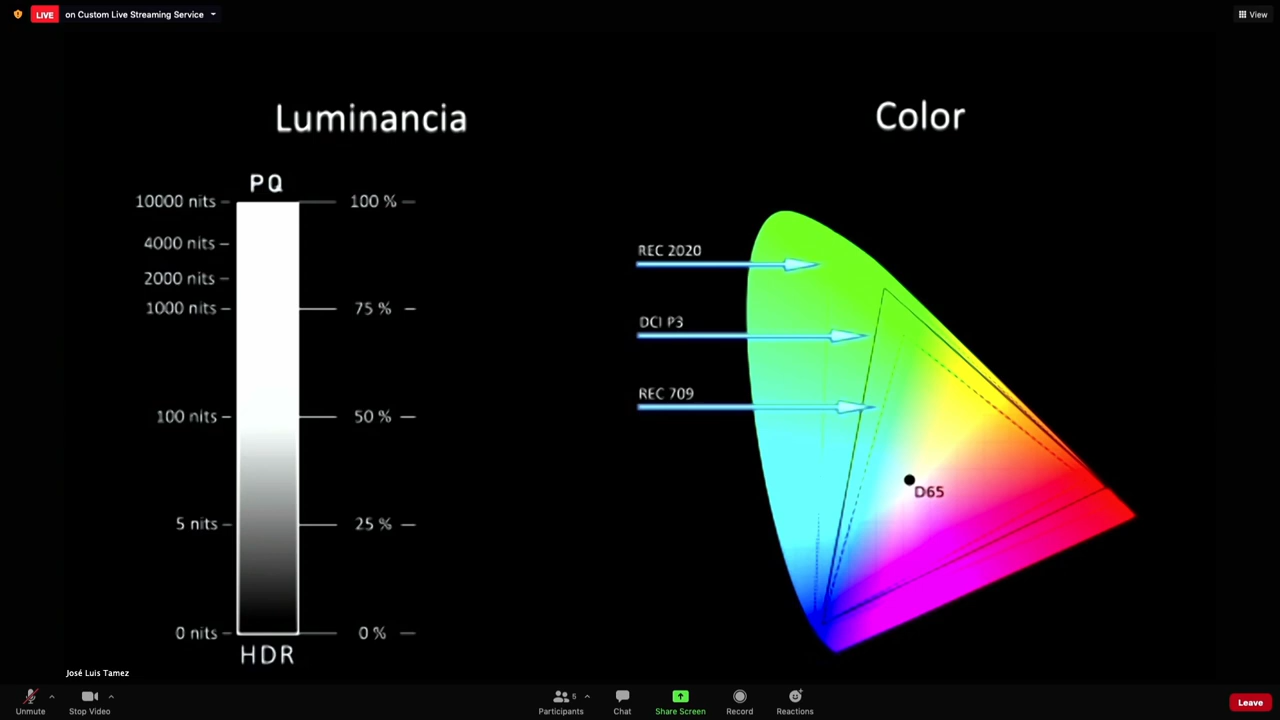 LIVE
on Custom Live Streaming Service
View
Luminancia
Color
PQ
10000 nits
100 %
4000 nits
2000 nits
1000 nits
75 %
100 nits
50 %
5 nits
25 %
0 nits
0 %
HDR
REC 2020
DCI P3
REC 709
D65
José Luis Tamez
Unmute
Stop Video
Participants
5
Chat
Share Screen
Record
Reactions
Leave